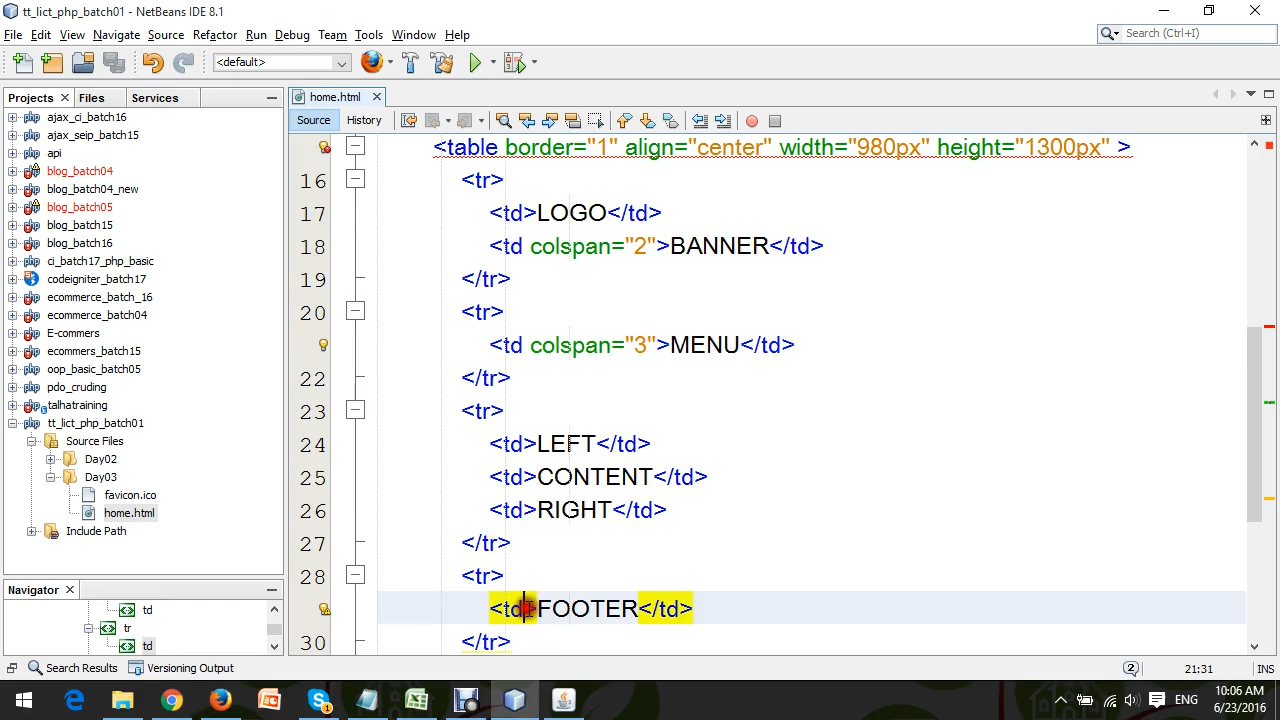 tt_lict_php_batch01 - NetBeans IDE 8.1
File Edit View Navigate Source Refactor Run Debug Team Tools Window Help
Search (Ctrl+I)
<default>
Projects Files Services
home.html
Source History
ajax_ci_batch16
ajax_seip_batch15
api
blog_batch04
blog_batch04_new
blog_batch05
blog_batch15
blog_batch16
ci_batch17_php_basic
codeigniter_batch17
ecommerce_batch_16
ecommerce_batch04
E-commers
ecommers_batch15
oop_basic_batch05
pdo_cruding
talhatraining
tt_lict_php_batch01
Source Files
Day02
Day03
favicon.ico
home.html
Include Path
<table border="1" align="center" width="980px" height="1300px" >
16 <tr>
17 <td>LOGO</td>
18 <td colspan="2">BANNER</td>
19 </tr>
20 <tr>
<td colspan="3">MENU</td>
22 </tr>
23 <tr>
24 <td>LEFT</td>
25 <td>CONTENT</td>
26 <td>RIGHT</td>
27 </tr>
28 <tr>
<td>FOOTER</td>
30 </tr>
Navigator
td
tr
td
Search Results Versioning Output
2 21:31 INS
ENG
10:06 AM
6/23/2016